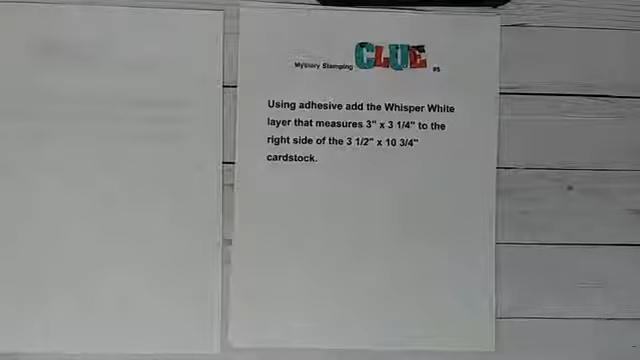 Mystery Stamping CLUE #5
Using adhesive add the Whisper White
layer that measures 3" x 3 1/4" to the
right side of the 3 1/2" x 10 3/4"
cardstock.